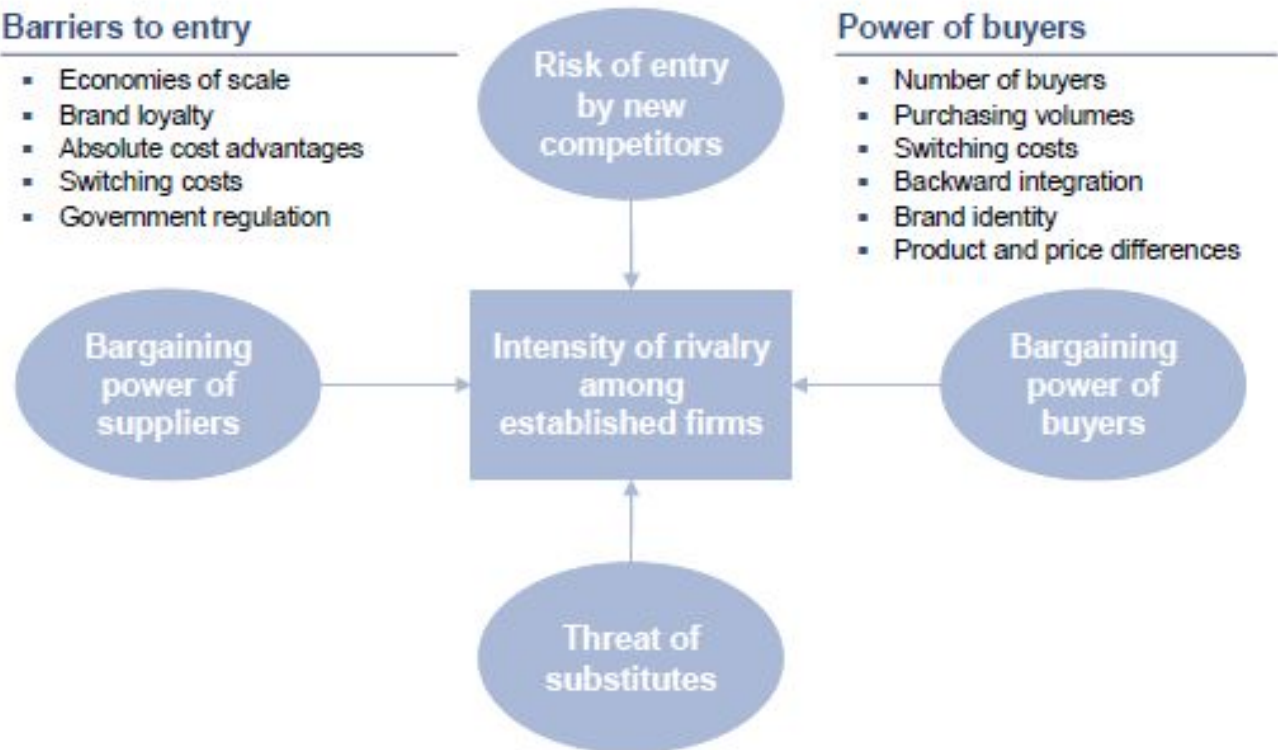 Barriers to entry
▪ Economies of scale
▪ Brand loyalty
▪ Absolute cost advantages
▪ Switching costs
▪ Government regulation
Risk of entry
by new
competitors
Power of buyers
▪ Number of buyers
▪ Purchasing volumes
▪ Switching costs
▪ Backward integration
▪ Brand identity
▪ Product and price differences
Bargaining
power of
suppliers
Intensity of rivalry
among
established firms
Bargaining
power of
buyers
Threat of
substitutes